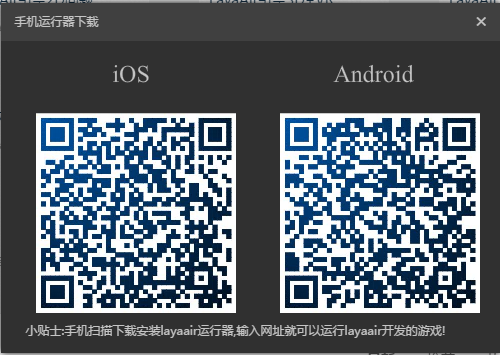 手机运行器下载
iOS
Android
小贴士:手机扫描下载安装layaair运行器,输入网址就可以运行layaair开发的游戏!